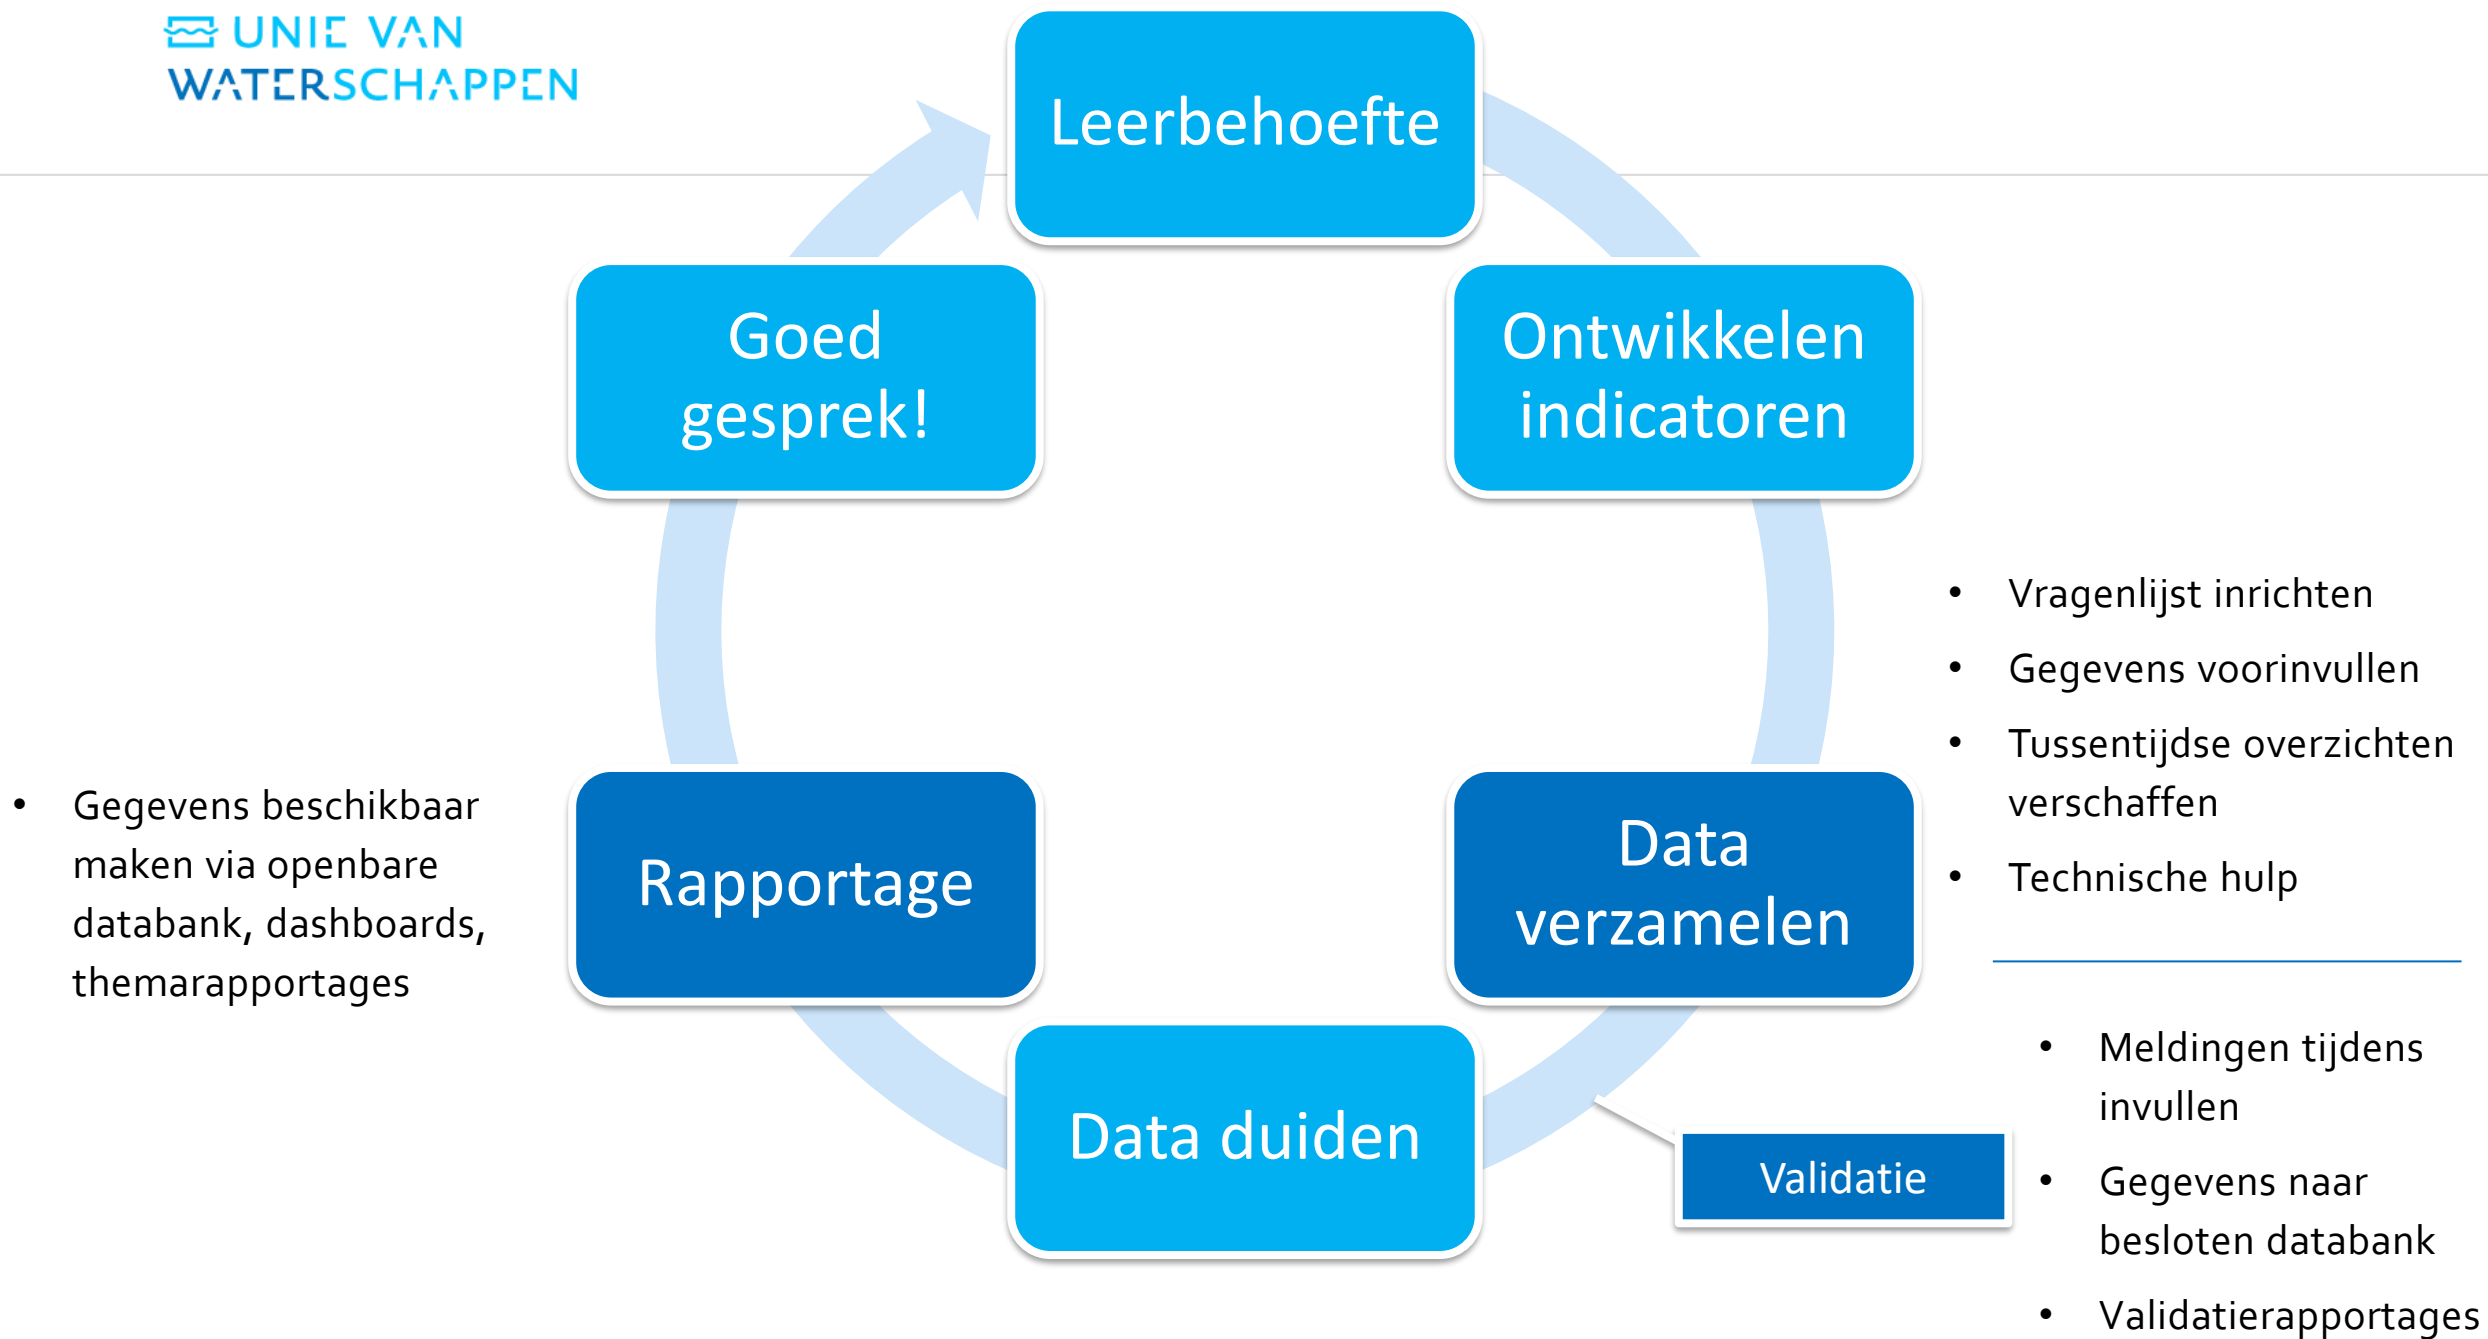 UNIE VAN
WATERSCHAPPEN
Leerbehoefte
Goed
gesprek!
Ontwikkelen
indicatoren
• Vragenlijst inrichten
• Gegevens voorinvullen
• Tussentijdse overzichten
verschaffen
• Technische hulp
• Gegevens beschikbaar
maken via openbare
databank, dashboards,
themarapportages
Rapportage
Data
verzamelen
Data duiden
Validatie
• Meldingen tijdens
invullen
• Gegevens naar
besloten databank
• Validatierapportages